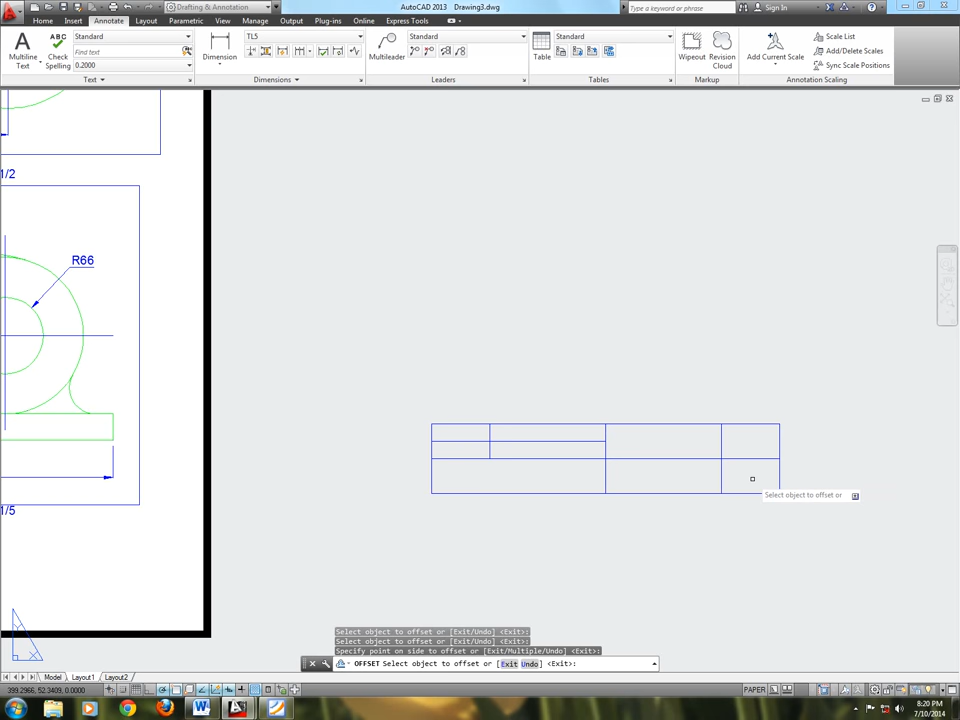 Drafting & Annotation
AutoCAD 2013 Drawing3.dwg
Type a keyword or phrase
Sign In
Home Insert Annotate Layout Parametric View Manage Output Plug-ins Online Express Tools
Standard
TL5
Standard
Standard
Scale List
Find text
Add/Delete Scales
Multiline Text
Check Spelling
Dimension
Multileader
Table
Wipeout
Revision Cloud
Add Current Scale
0.2000
Sync Scale Positions
Text
Dimensions
Leaders
Tables
Markup
Annotation Scaling
1/2
R66
Select object to offset or
1/5
Select object to offset or [Exit/Undo] <Exit>:
Select object to offset or [Exit/Undo] <Exit>:
Specify point on side to offset or [Exit/Multiple/Undo] <Exit>:
OFFSET Select object to offset or [Exit Undo] <Exit>:
Model Layout1 Layout2
399.2966, 52.3409, 0.0000
PAPER
8:20 PM
7/10/2014